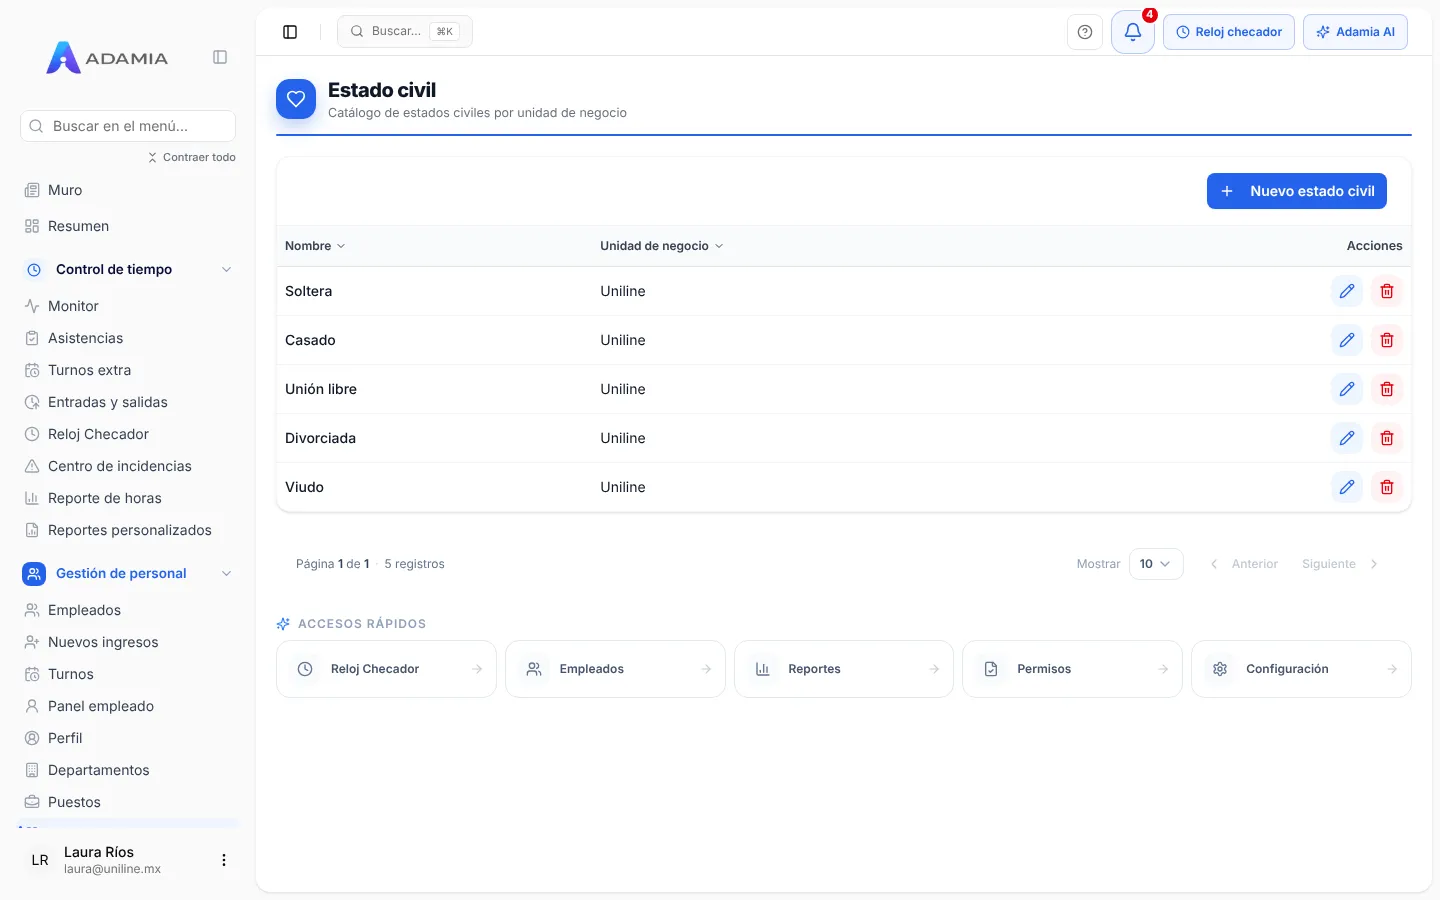 ADAMIA
Buscar en el menú...
Contraer todo
Muro
Resumen
Control de tiempo
Monitor
Asistencias
Turnos extra
Entradas y salidas
Reloj Checador
Centro de incidencias
Reporte de horas
Reportes personalizados
Gestión de personal
Empleados
Nuevos ingresos
Turnos
Panel empleado
Perfil
Departamentos
Puestos
LR
Laura Ríos
laura@uniline.mx
Buscar... ⌘K
4
Reloj checador
Adamia AI
Estado civil
Catálogo de estados civiles por unidad de negocio
Nuevo estado civil
Nombre Unidad de negocio Acciones
Soltera Uniline
Casado Uniline
Unión libre Uniline
Divorciada Uniline
Viudo Uniline
Página 1 de 1 · 5 registros
Mostrar 10 Anterior Siguiente
ACCESOS RÁPIDOS
Reloj Checador
Empleados
Reportes
Permisos
Configuración